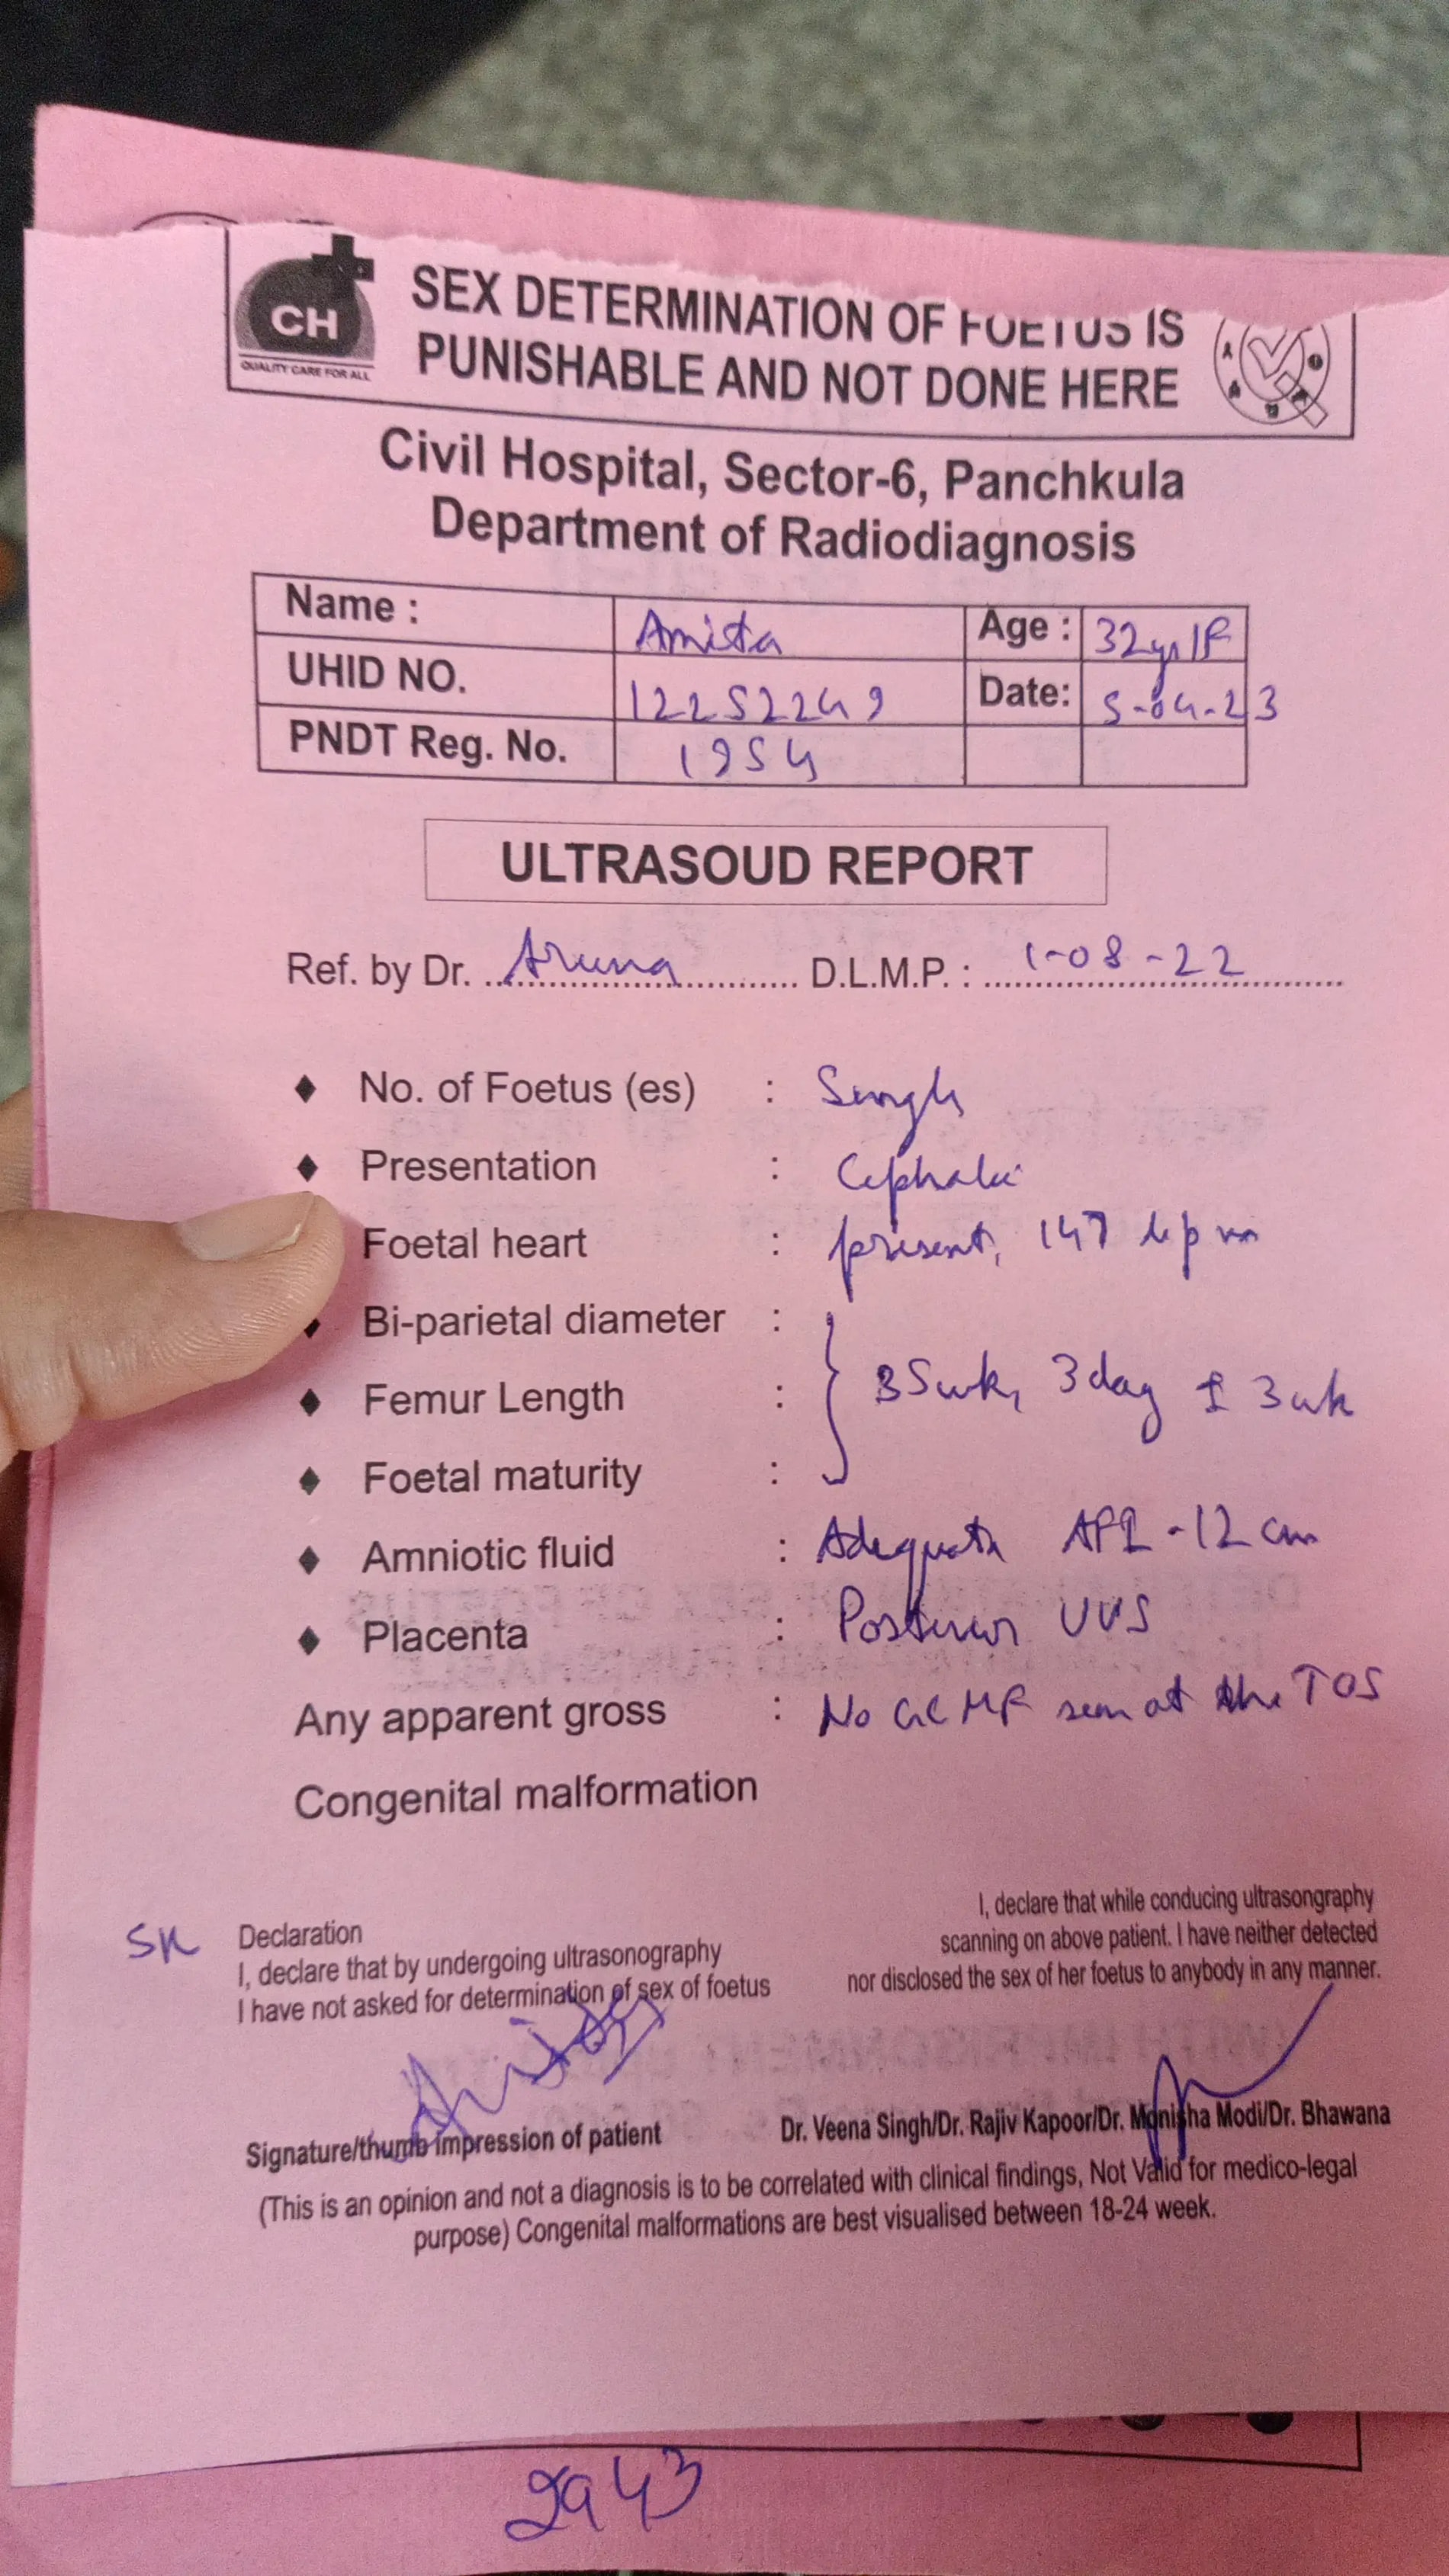 CH
QUALITY CARE FOR ALL
SEX DETERMINATION OF FOETUS IS
PUNISHABLE AND NOT DONE HERE
Civil Hospital, Sector-6, Panchkula
Department of Radiodiagnosis
Name : Amita Age : 32yr/F
UHID NO. 12252249 Date: 5-04-23
PNDT Reg. No. 1954
ULTRASOUD REPORT
Ref. by Dr. Aruna D.L.M.P. : 1-08-22
No. of Foetus (es) : Single
Presentation : Cephalic
Foetal heart : present, 147 bpm
Bi-parietal diameter :
Femur Length : 35wk, 3day ± 3wk
Foetal maturity :
Amniotic fluid : Adequate AFI -12 cm
Placenta : Posterior UUS
Any apparent gross : No GCMF seen at the TOS
Congenital malformation
SK
Declaration
I, declare that by undergoing ultrasonography
I have not asked for determination of sex of foetus
I, declare that while conducting ultrasongraphy
scanning on above patient. I have neither detected
nor disclosed the sex of her foetus to anybody in any manner.
Signature/thumb impression of patient
Dr. Veena Singh/Dr. Rajiv Kapoor/Dr. Monisha Modi/Dr. Bhawana
(This is an opinion and not a diagnosis is to be correlated with clinical findings, Not Valid for medico-legal
purpose) Congenital malformations are best visualised between 18-24 week.
2943